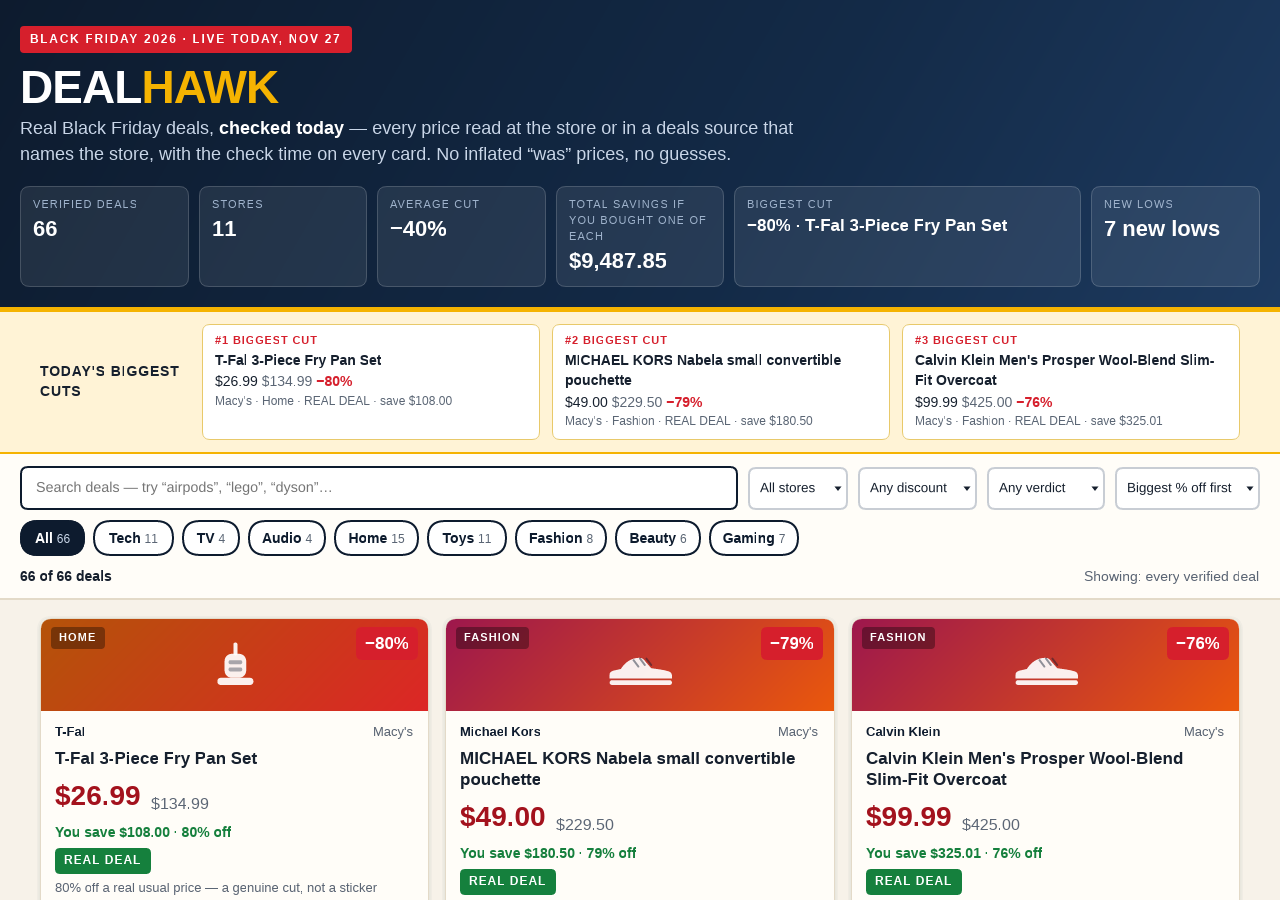 BLACK FRIDAY 2026 · LIVE TODAY, NOV 27
DEALHAWK
Real Black Friday deals, checked today — every price read at the store or in a deals source that
names the store, with the check time on every card. No inflated “was” prices, no guesses.
VERIFIED DEALS
66
STORES
11
AVERAGE CUT
−40%
TOTAL SAVINGS IF
YOU BOUGHT ONE OF
EACH
$9,487.85
BIGGEST CUT
−80% · T-Fal 3-Piece Fry Pan Set
NEW LOWS
7 new lows
TODAY'S BIGGEST
CUTS
#1 BIGGEST CUT
T-Fal 3-Piece Fry Pan Set
$26.99 $134.99 −80%
Macy's · Home · REAL DEAL · save $108.00
#2 BIGGEST CUT
MICHAEL KORS Nabela small convertible
pouchette
$49.00 $229.50 −79%
Macy's · Fashion · REAL DEAL · save $180.50
#3 BIGGEST CUT
Calvin Klein Men's Prosper Wool-Blend Slim-
Fit Overcoat
$99.99 $425.00 −76%
Macy's · Fashion · REAL DEAL · save $325.01
Search deals — try “airpods”, “lego”, “dyson”…
All stores
Any discount
Any verdict
Biggest % off first
All 66
Tech 11
TV 4
Audio 4
Home 15
Toys 11
Fashion 8
Beauty 6
Gaming 7
66 of 66 deals
Showing: every verified deal
HOME
−80%
T-Fal
Macy's
T-Fal 3-Piece Fry Pan Set
$26.99 $134.99
You save $108.00 · 80% off
REAL DEAL
80% off a real usual price — a genuine cut, not a sticker
FASHION
−79%
Michael Kors
Macy's
MICHAEL KORS Nabela small convertible
pouchette
$49.00 $229.50
You save $180.50 · 79% off
REAL DEAL
FASHION
−76%
Calvin Klein
Macy's
Calvin Klein Men's Prosper Wool-Blend
Slim-Fit Overcoat
$99.99 $425.00
You save $325.01 · 76% off
REAL DEAL